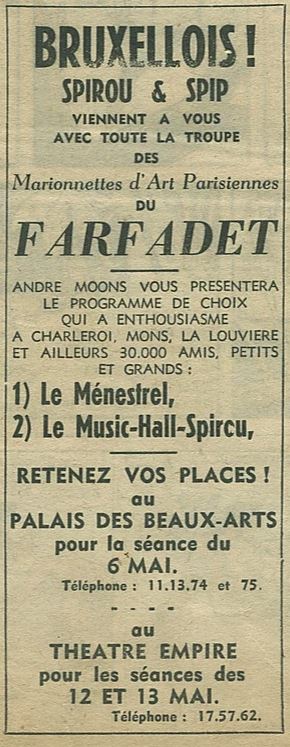 BRUXELLOIS !
SPIROU & SPIP
VIENNENT A VOUS
AVEC TOUTE LA TROUPE
DES
Marionnettes d'Art Parisiennes
DU
FARFADET
ANDRE MOONS VOUS PRESENTERA
LE PROGRAMME DE CHOIX
QUI A ENTHOUSIASME
A CHARLEROI, MONS, LA LOUVIERE
ET AILLEURS 30.000 AMIS, PETITS
ET GRANDS :
1) Le Ménestrel,
2) Le Music-Hall-Spircu,
RETENEZ VOS PLACES !
au
PALAIS DES BEAUX-ARTS
pour la séance du
6 MAI.
Téléphone : 11.13.74 et 75.
- - - -
au
THEATRE EMPIRE
pour les séances des
12 ET 13 MAI.
Téléphone : 17.57.62.